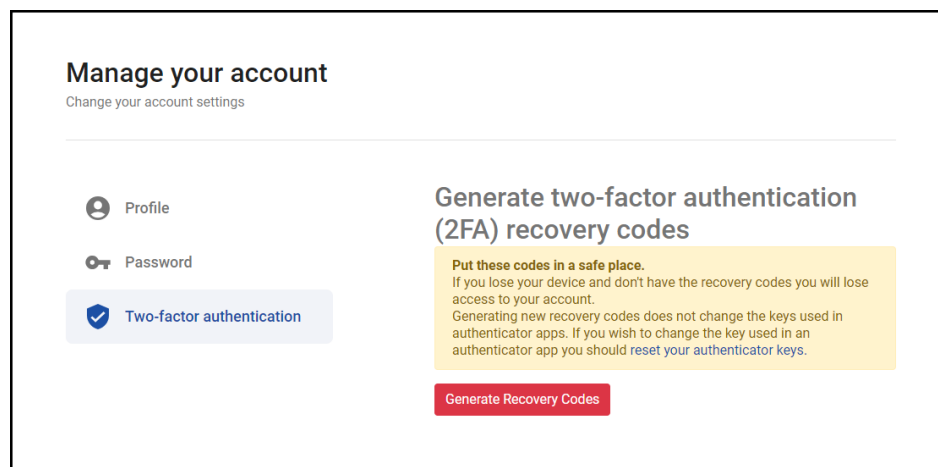 Manage your account
Change your account settings
Profile
Password
Two-factor authentication
Generate two-factor authentication
(2FA) recovery codes
Put these codes in a safe place.
If you lose your device and don't have the recovery codes you will lose
access to your account.
Generating new recovery codes does not change the keys used in
authenticator apps. If you wish to change the key used in an
authenticator app you should reset your authenticator keys.
Generate Recovery Codes